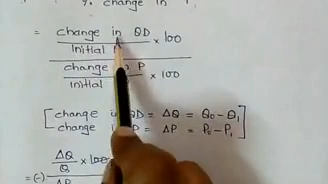 % change in
= change in QD × 100
Initial
change in P
Initial × 100
[change in QD = ΔQ = Q₀ - Q₁
change in P = ΔP = P₀ - P₁]
= (-) ΔQ/Q × 100
ΔP